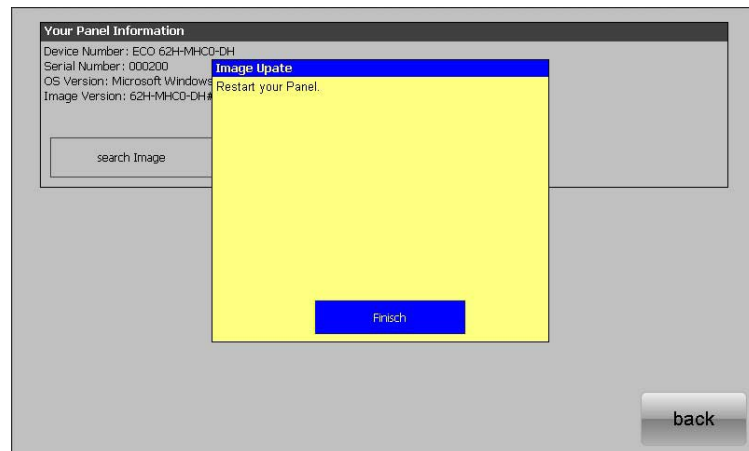 Your Panel Information
Device Number: ECO 62H-MHC0-DH
Serial Number: 000200
OS Version: Microsoft Windows
Image Version: 62H-MHC0-DH#
search Image
Image Upate
Restart your Panel.
Finisch
back